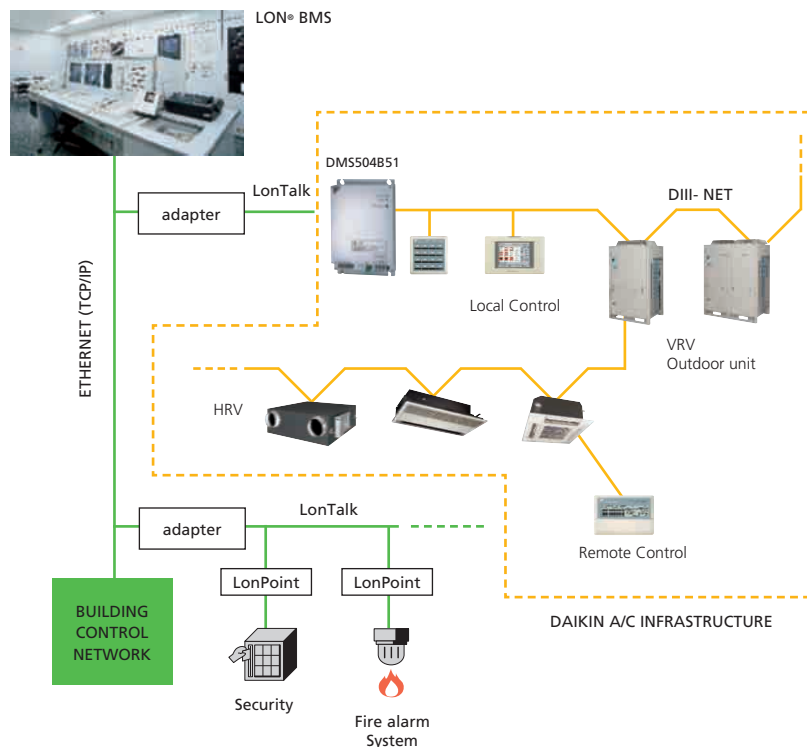 LON® BMS
DMS504B51
LonTalk
adapter
DIII- NET
Local Control
VRV
Outdoor unit
ETHERNET (TCP/IP)
HRV
LonTalk
adapter
Remote Control
LonPoint
LonPoint
BUILDING
CONTROL
NETWORK
DAIKIN A/C INFRASTRUCTURE
Security
Fire alarm
System